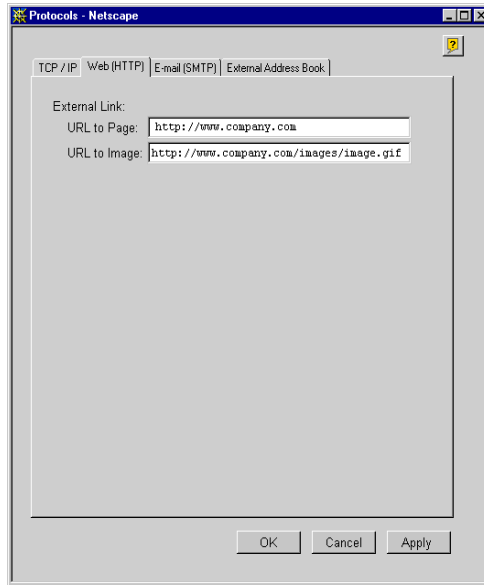 Protocols - Netscape
?
TCP / IP Web (HTTP) E-mail (SMTP) External Address Book
External Link:
URL to Page: http://www.company.com
URL to Image: http://www.company.com/images/image.gif
OK Cancel Apply